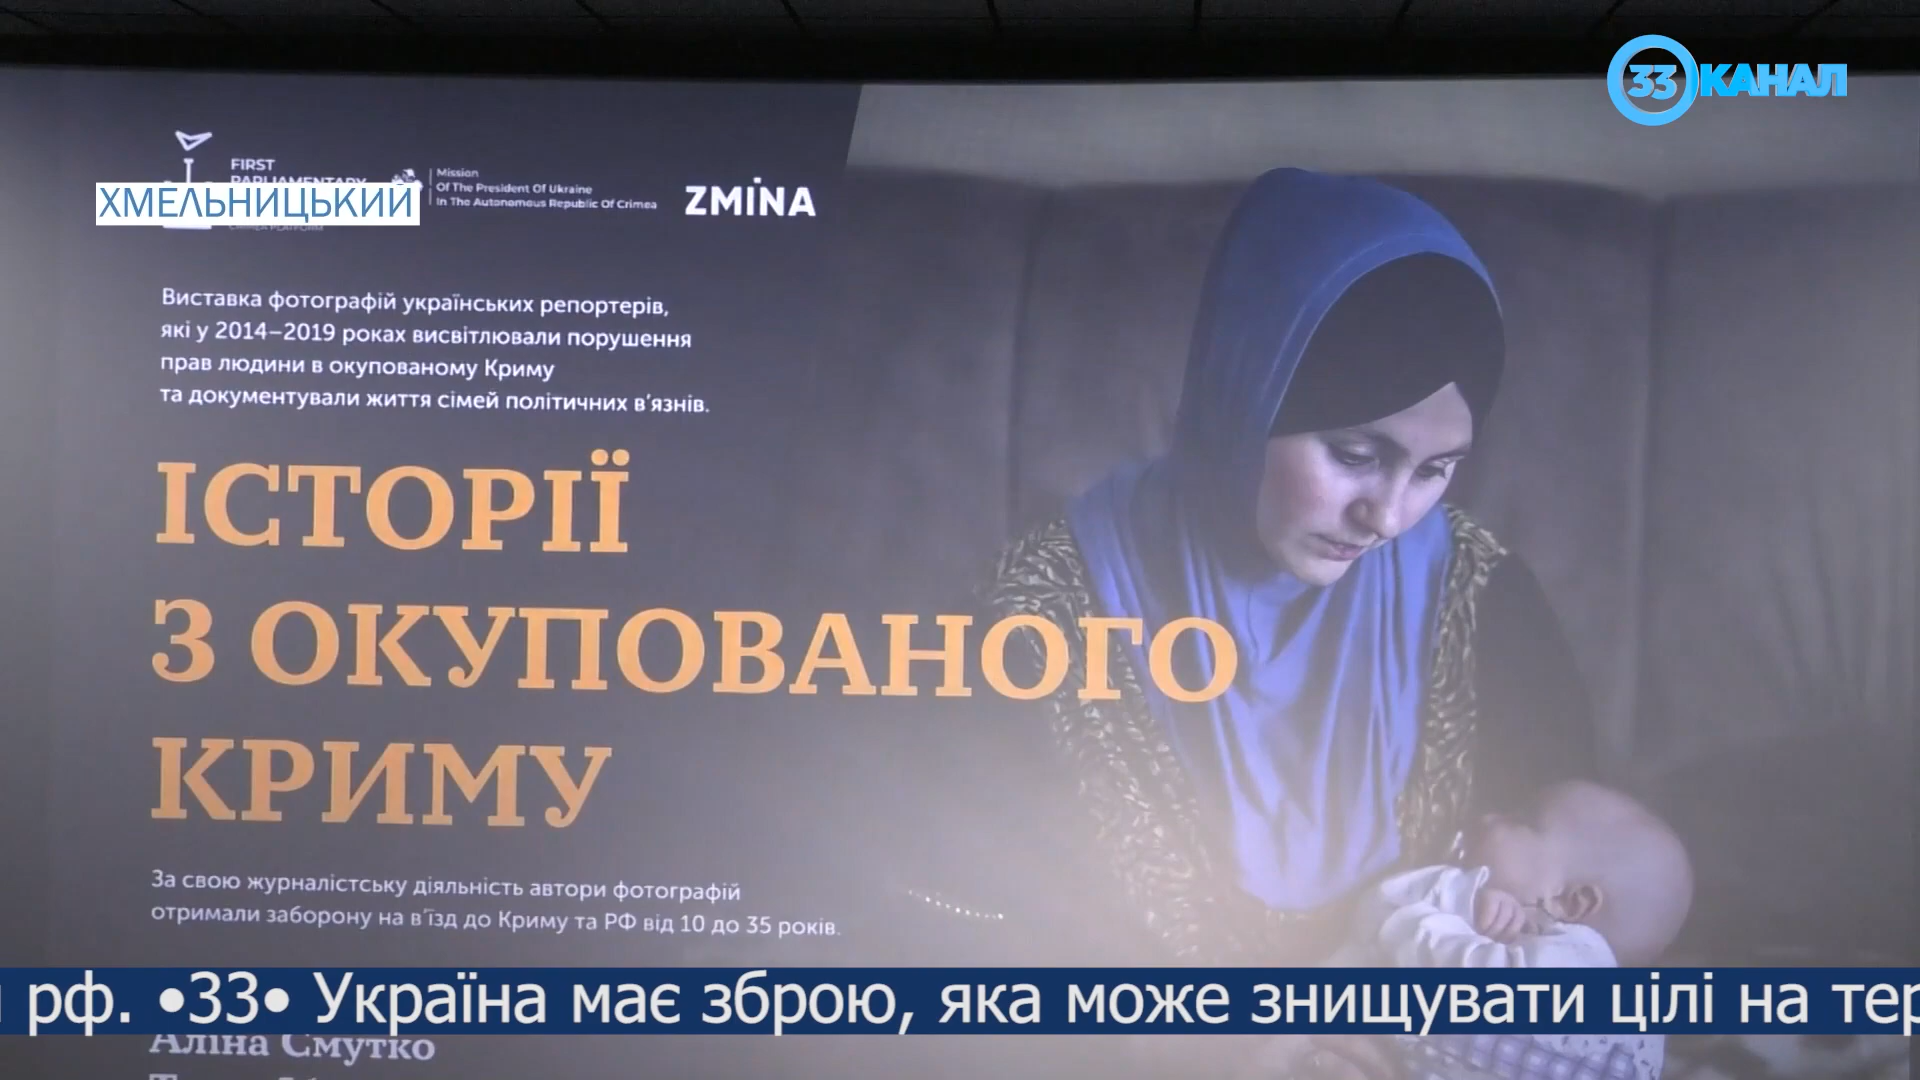 33 КАНАЛ
FIRST
PARLIAMENTARY
ХМЕЛЬНИЦЬКИЙ
CRIMEA PLATFORM
Mission
Of The President Of Ukraine
In The Autonomous Republic Of Crimea
ZMINA
Виставка фотографій українських репортерів,
які у 2014–2019 роках висвітлювали порушення
прав людини в окупованому Криму
та документували життя сімей політичних в'язнів.
ІСТОРІЇ
З ОКУПОВАНОГО
КРИМУ
За свою журналістську діяльність автори фотографій
отримали заборону на в'їзд до Криму та РФ від 10 до 35 років.
рф. •33• Україна має зброю, яка може знищувати цілі на тер
Аліна Смутко